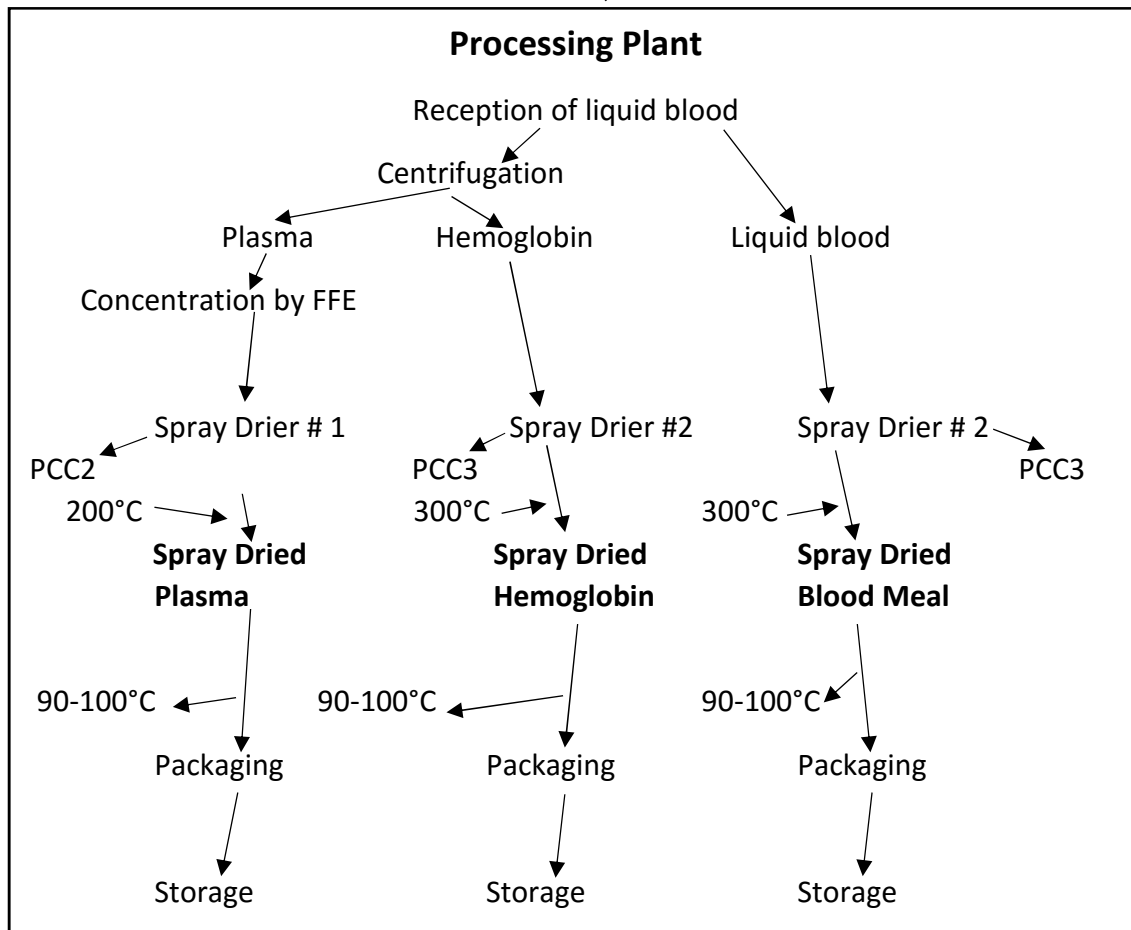 Processing Plant
Reception of liquid blood
Centrifugation
Plasma
Hemoglobin
Liquid blood
Concentration by FFE
Spray Drier # 1
Spray Drier #2
Spray Drier # 2
PCC2
PCC3
PCC3
200°C
300°C
300°C
Spray Dried
Plasma
Spray Dried
Hemoglobin
Spray Dried
Blood Meal
90-100°C
90-100°C
90-100°C
Packaging
Packaging
Packaging
Storage
Storage
Storage